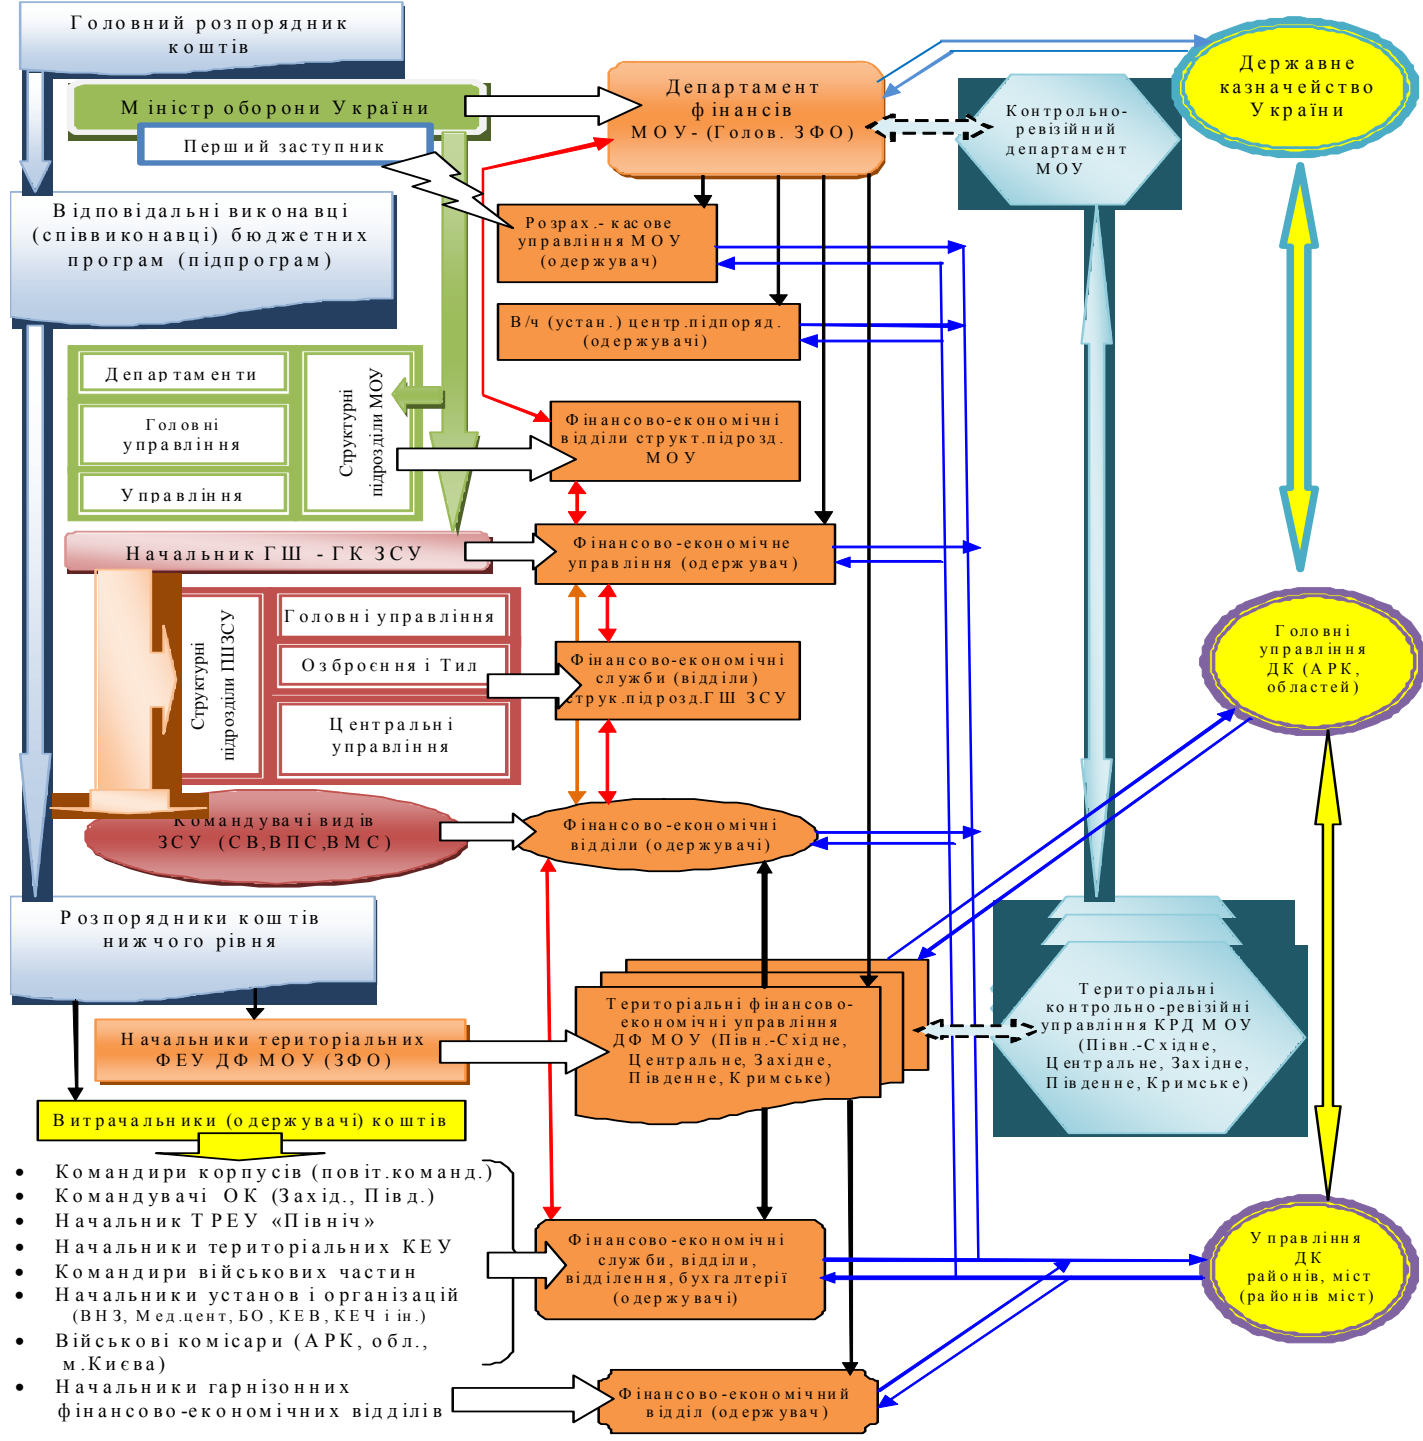 Головний розпорядник
коштів
Міністр оборони України
Перший заступник
Відповідальні виконавці
(співвиконавці) бюджетних
програм (підпрограм)
Департамент
фінансів
МОУ- (Голов. ЗФО)
Контрольно-
ревізійний
департамент
МОУ
Державне
казначейство
України
Розрах.- касове
управління МОУ
(одержувач)
В/ч (устан.) центр.підпоряд.
(одержувачі)
Департаменти
Головні
управління
Управління
Структурні
підрозділи МОУ
Фінансово-економічні
відділи структ.підрозд.
МОУ
Начальник ГШ - ГК ЗСУ
Фінансово-економічне
управління (одержувач)
Структурні
підрозділи ГШ ЗСУ
Головні управління
Озброєння і Тил
Центральні
управління
Фінансово-економічні
служби (відділи)
струк.підрозд.ГШ ЗСУ
Головні
управління
ДК (АРК,
областей)
Командувачі видів
ЗСУ (СВ,ВПС,ВМС)
Фінансово-економічні
відділи (одержувачі)
Розпорядники коштів
нижчого рівня
Начальники територіальних
ФЕУ ДФ МОУ (ЗФО)
Територіальні фінансово-
економічні управління
ДФ МОУ (Півн.-Східне,
Центральне, Західне,
Південне, Кримське)
Територіальні
контрольно-ревізійні
управління КРД МОУ
(Півн.-Східне,
Центральне, Західне,
Південне, Кримське)
Витрачальники (одержувачі) коштів
• Командири корпусів (повіт.команд.)
• Командувачі ОК (Захід., Півд.)
• Начальник ТРЕУ «Північ»
• Начальники територіальних КЕУ
• Командири військових частин
• Начальники установ і організацій
(ВНЗ, Мед.цент, БО, КЕВ, КЕЧ і ін.)
• Військові комісари (АРК, обл.,
м.Києва)
• Начальники гарнізонних
фінансово-економічних відділів
Фінансово-економічні
служби, відділи,
відділення, бухгалтерії
(одержувачі)
Управління
ДК
районів, міст
(районів міст)
Фінансово-економічний
відділ (одержувач)